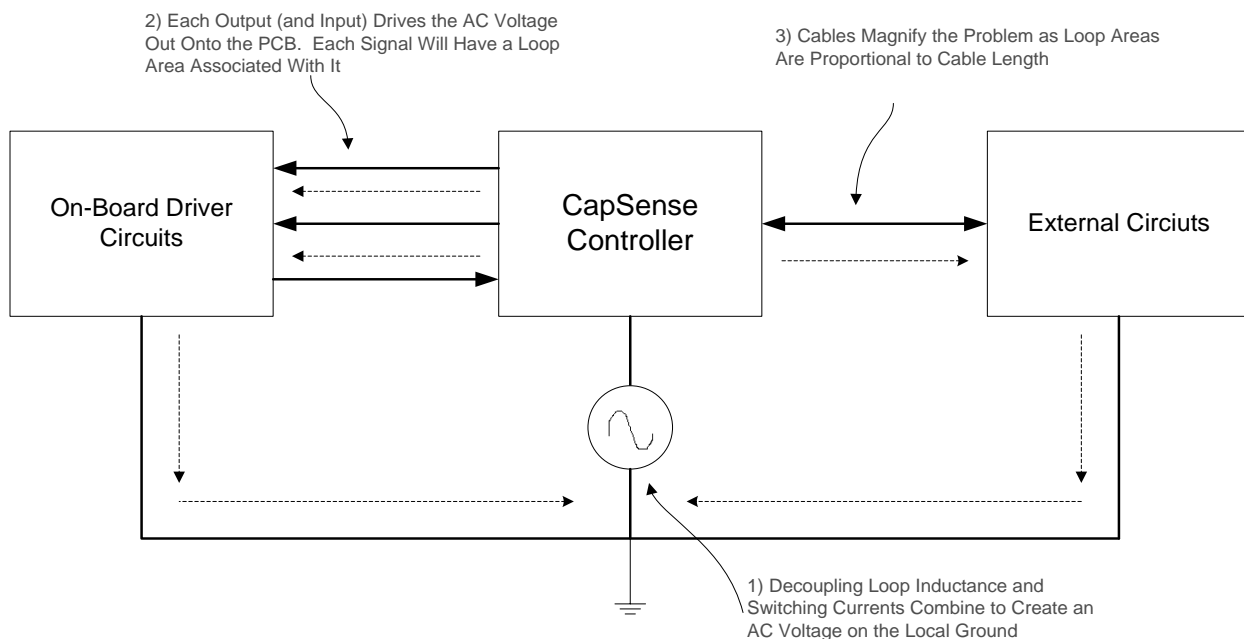 2) Each Output (and Input) Drives the AC Voltage
Out Onto the PCB. Each Signal Will Have a Loop
Area Associated With It
3) Cables Magnify the Problem as Loop Areas
Are Proportional to Cable Length
On-Board Driver
Circuits
CapSense
Controller
External Circiuts
1) Decoupling Loop Inductance and
Switching Currents Combine to Create an
AC Voltage on the Local Ground